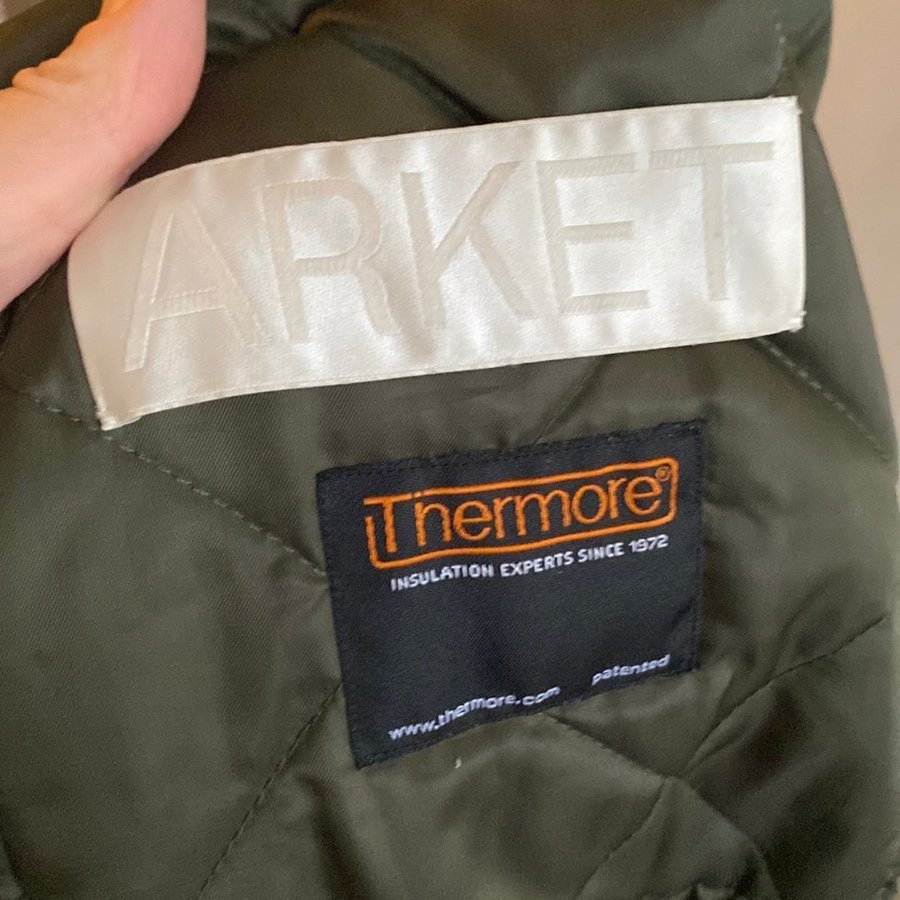 ARKET
Thermore®
INSULATION EXPERTS SINCE 1972
www.thermore.com patented